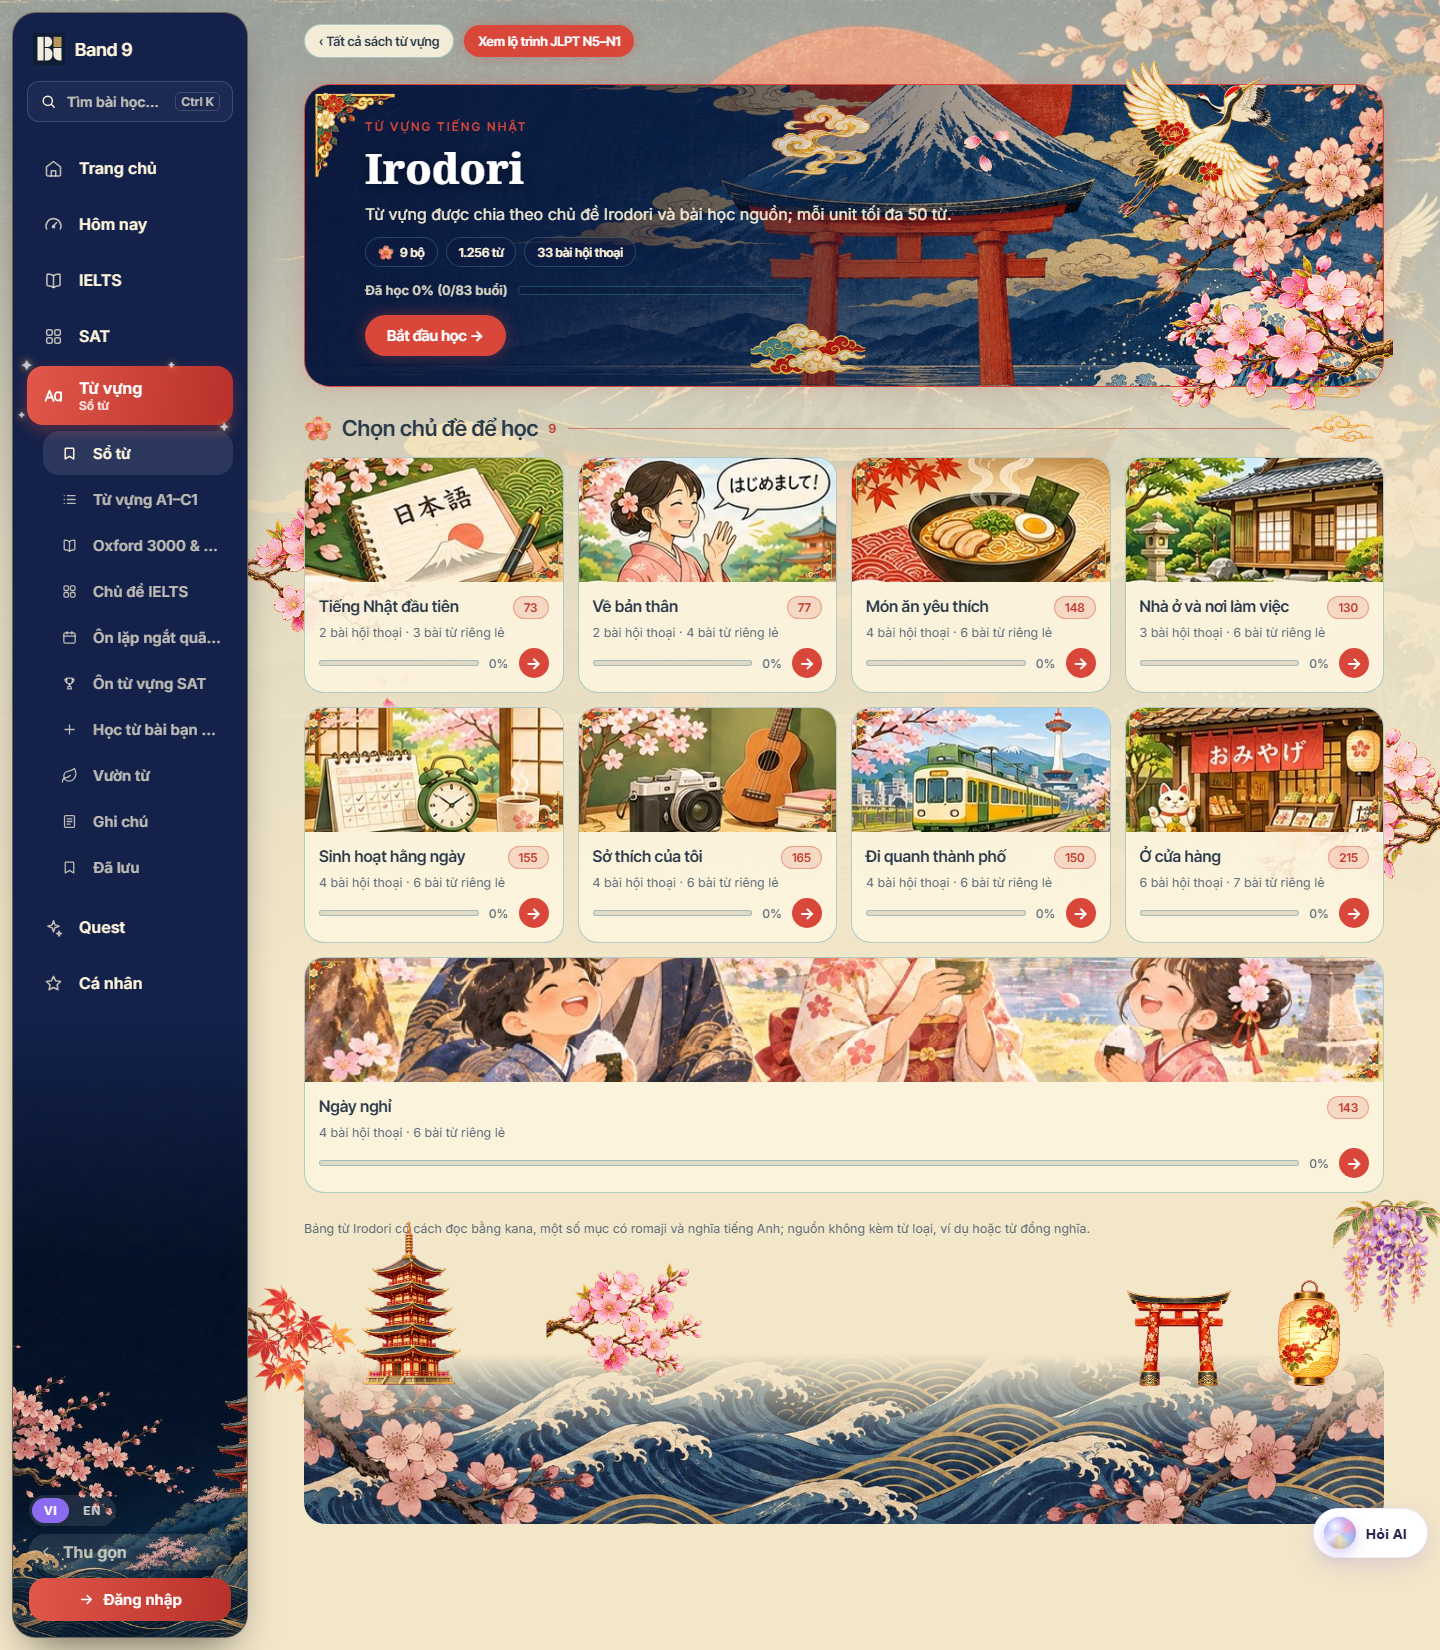 Band 9
Tìm bài học...
Ctrl K
Trang chủ
Hôm nay
IELTS
SAT
Từ vựng
Sổ từ
Sổ từ
Từ vựng A1–C1
Oxford 3000 & ...
Chủ đề IELTS
Ôn lặp ngắt quã...
Ôn từ vựng SAT
Học từ bài bạn ...
Vườn từ
Ghi chú
Đã lưu
Quest
Cá nhân
VI
EN
Thu gọn
Đăng nhập
‹ Tất cả sách từ vựng
Xem lộ trình JLPT N5–N1
TỪ VỰNG TIẾNG NHẬT
Irodori
Từ vựng được chia theo chủ đề Irodori và bài học nguồn; mỗi unit tối đa 50 từ.
9 bộ
1.256 từ
33 bài hội thoại
Đã học 0% (0/83 buổi)
Bắt đầu học →
Chọn chủ đề để học 9
日本語
Tiếng Nhật đầu tiên 73
2 bài hội thoại · 3 bài từ riêng lẻ
0%
はじめまして!
Về bản thân 77
2 bài hội thoại · 4 bài từ riêng lẻ
0%
Món ăn yêu thích 148
4 bài hội thoại · 6 bài từ riêng lẻ
0%
Nhà ở và nơi làm việc 130
3 bài hội thoại · 6 bài từ riêng lẻ
0%
Sinh hoạt hằng ngày 155
4 bài hội thoại · 6 bài từ riêng lẻ
0%
Sở thích của tôi 165
4 bài hội thoại · 6 bài từ riêng lẻ
0%
Đi quanh thành phố 150
4 bài hội thoại · 6 bài từ riêng lẻ
0%
おみやげ
Ở cửa hàng 215
6 bài hội thoại · 7 bài từ riêng lẻ
0%
Ngày nghỉ 143
4 bài hội thoại · 6 bài từ riêng lẻ
0%
Bảng từ Irodori có cách đọc bằng kana, một số mục có romaji và nghĩa tiếng Anh; nguồn không kèm từ loại, ví dụ hoặc từ đồng nghĩa.
Hỏi AI